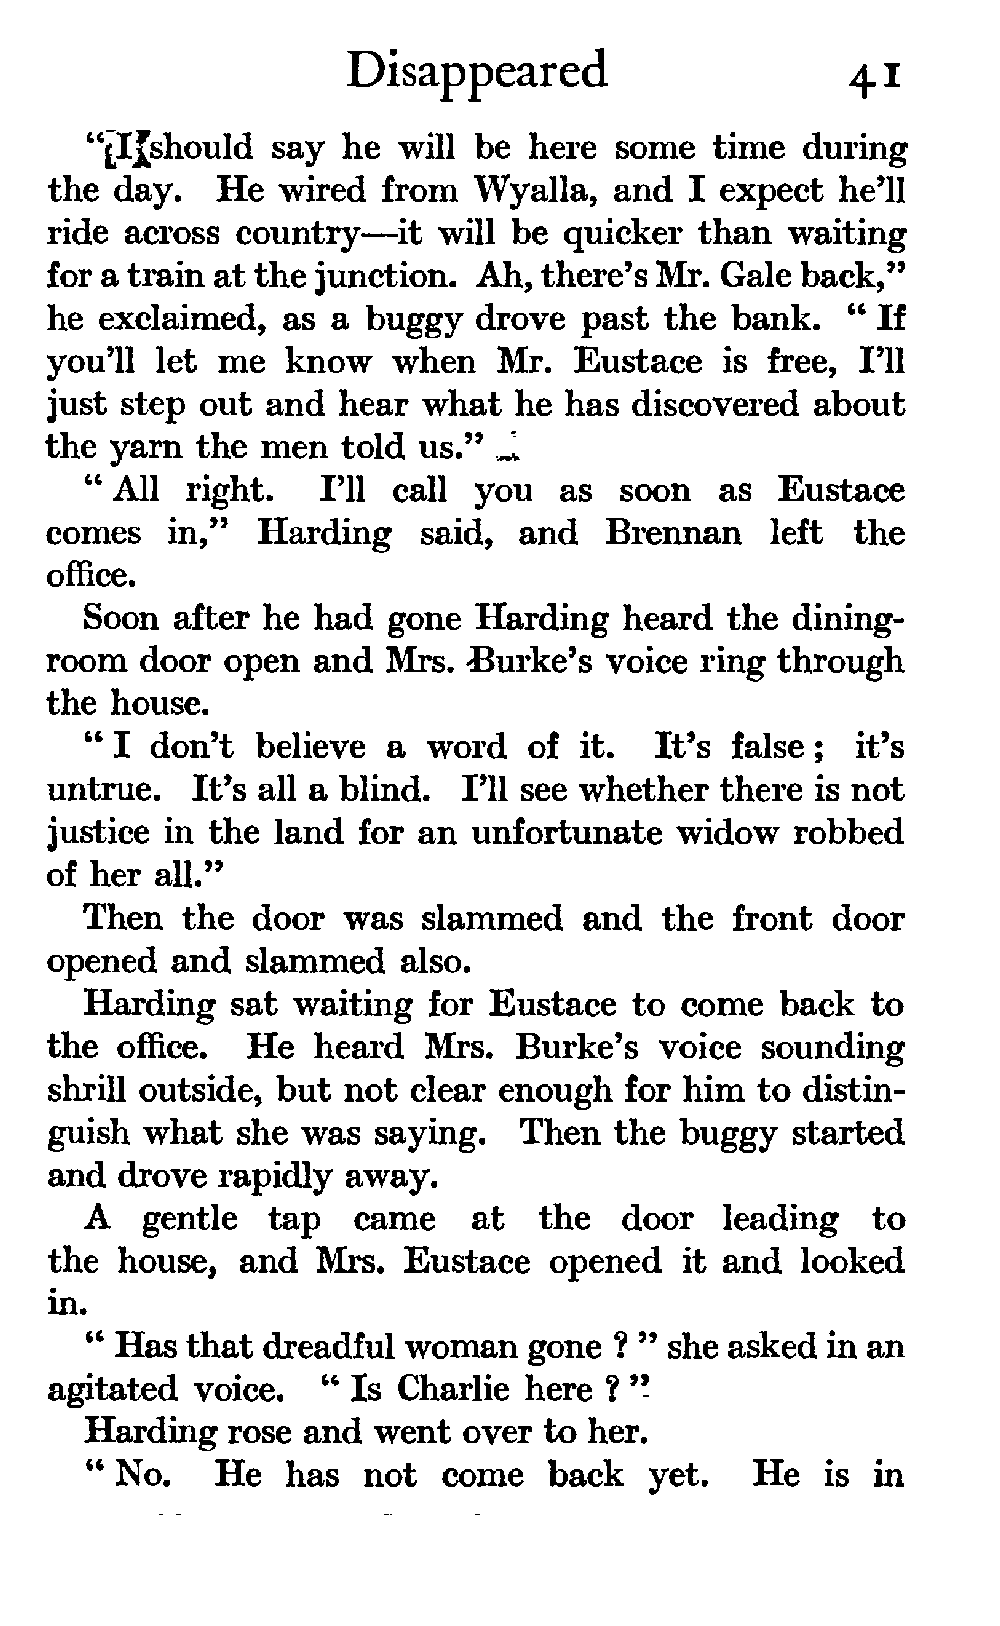 Disappeared 41
"I should say he will be here some time during
the day. He wired from Wyalla, and I expect he'll
ride across country—it will be quicker than waiting
for a train at the junction. Ah, there's Mr. Gale back,"
he exclaimed, as a buggy drove past the bank. "If
you'll let me know when Mr. Eustace is free, I'll
just step out and hear what he has discovered about
the yarn the men told us."
"All right. I'll call you as soon as Eustace
comes in," Harding said, and Brennan left the
office.
Soon after he had gone Harding heard the dining-
room door open and Mrs. Burke's voice ring through
the house.
"I don't believe a word of it. It's false; it's
untrue. It's all a blind. I'll see whether there is not
justice in the land for an unfortunate widow robbed
of her all."
Then the door was slammed and the front door
opened and slammed also.
Harding sat waiting for Eustace to come back to
the office. He heard Mrs. Burke's voice sounding
shrill outside, but not clear enough for him to distin-
guish what she was saying. Then the buggy started
and drove rapidly away.
A gentle tap came at the door leading to
the house, and Mrs. Eustace opened it and looked
in.
"Has that dreadful woman gone?" she asked in an
agitated voice. "Is Charlie here?"
Harding rose and went over to her.
"No. He has not come back yet. He is in